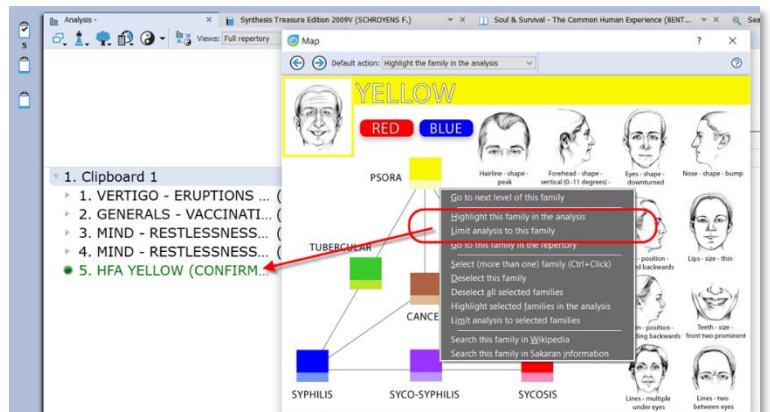 Analysis -
Synthesis Treasure Edition 2009V (SCHROYENS F.)
Soul & Survival - The Common Human Experience (BENT...
Sea
5
Views: Full repertory
Map
Default action: Highlight the family in the analysis
YELLOW
RED
BLUE
Hairline - shape - peak
Forehead - shape - vertical (0-11 degrees) -
Eyes - shape - downturned
Nose - shape - bump
PSORA
1. Clipboard 1
1. VERTIGO - ERUPTIONS ... (
2. GENERALS - VACCINATI... (
3. MIND - RESTLESSNESS... (
4. MIND - RESTLESSNESS... (
5. HFA YELLOW (CONFIRM...
Go to next level of this family
Highlight this family in the analysis
Limit analysis to this family
Go to this family in the repertory
Select (more than one) family (Ctrl+Click)
Deselect this family
Deselect all selected families
Highlight selected families in the analysis
Limit analysis to selected families
Search this family in Wikipedia
Search this family in Sakaran information
TUBERCULAR
CANCE
- position -
d backwards
Lips - size - thin
n - position -
ding backwards
Teeth - size -
front two prominent
SYPHILIS
SYCO-SYPHILIS
SYCOSIS
Lines - multiple
under eyes
Lines - two
between eyes